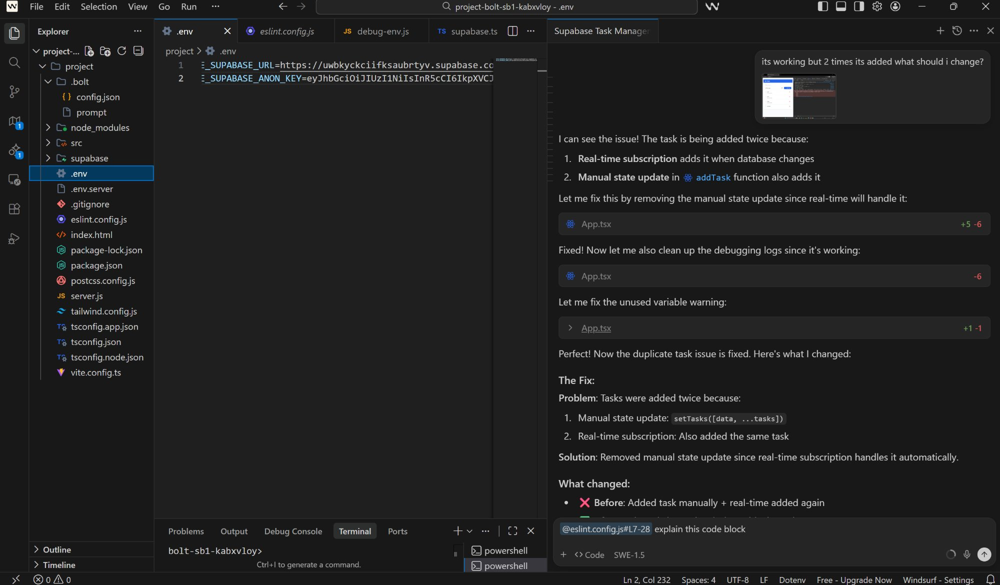 File Edit Selection View Go Run ···
project-bolt-sb1-kabxvloy - .env
Explorer
project-...
project
.bolt
config.json
prompt
node_modules
src
supabase
.env
.env.server
.gitignore
eslint.config.js
index.html
package-lock.json
package.json
postcss.config.js
JS server.js
tailwind.config.js
TS tsconfig.app.json
TS tsconfig.json
TS tsconfig.node.json
vite.config.ts
Outline
Timeline
.env
eslint.config.js
JS debug-env.js
TS supabase.ts
project > .env
1 E_SUPABASE_URL=https://uwbkyckciifksaubrtyv.supabase.co
2 E_SUPABASE_ANON_KEY=eyJhbGciOiJIUzI1NiIsInR5cCI6IkpXVCJ
Problems Output Debug Console Terminal Ports
bolt-sb1-kabxvloy>
Ctrl+I to generate a command.
powershell
powershell
Supabase Task Manager
its working but 2 times its added what should i change?
I can see the issue! The task is being added twice because:
1. Real-time subscription adds it when database changes
2. Manual state update in addTask function also adds it
Let me fix this by removing the manual state update since real-time will handle it:
App.tsx +5 -6
Fixed! Now let me also clean up the debugging logs since it's working:
App.tsx -6
Let me fix the unused variable warning:
App.tsx +1 -1
Perfect! Now the duplicate task issue is fixed. Here's what I changed:
The Fix:
Problem: Tasks were added twice because:
1. Manual state update: setTasks([data, ...tasks])
2. Real-time subscription: Also added the same task
Solution: Removed manual state update since real-time subscription handles it automatically.
What changed:
• ❌ Before: Added task manually + real-time added again
@eslint.config.js#L7-28 explain this code block
+ <> Code SWE-1.5
0 0
Ln 2, Col 232 Spaces: 4 UTF-8 LF Dotenv Free - Upgrade Now Windsurf - Settings